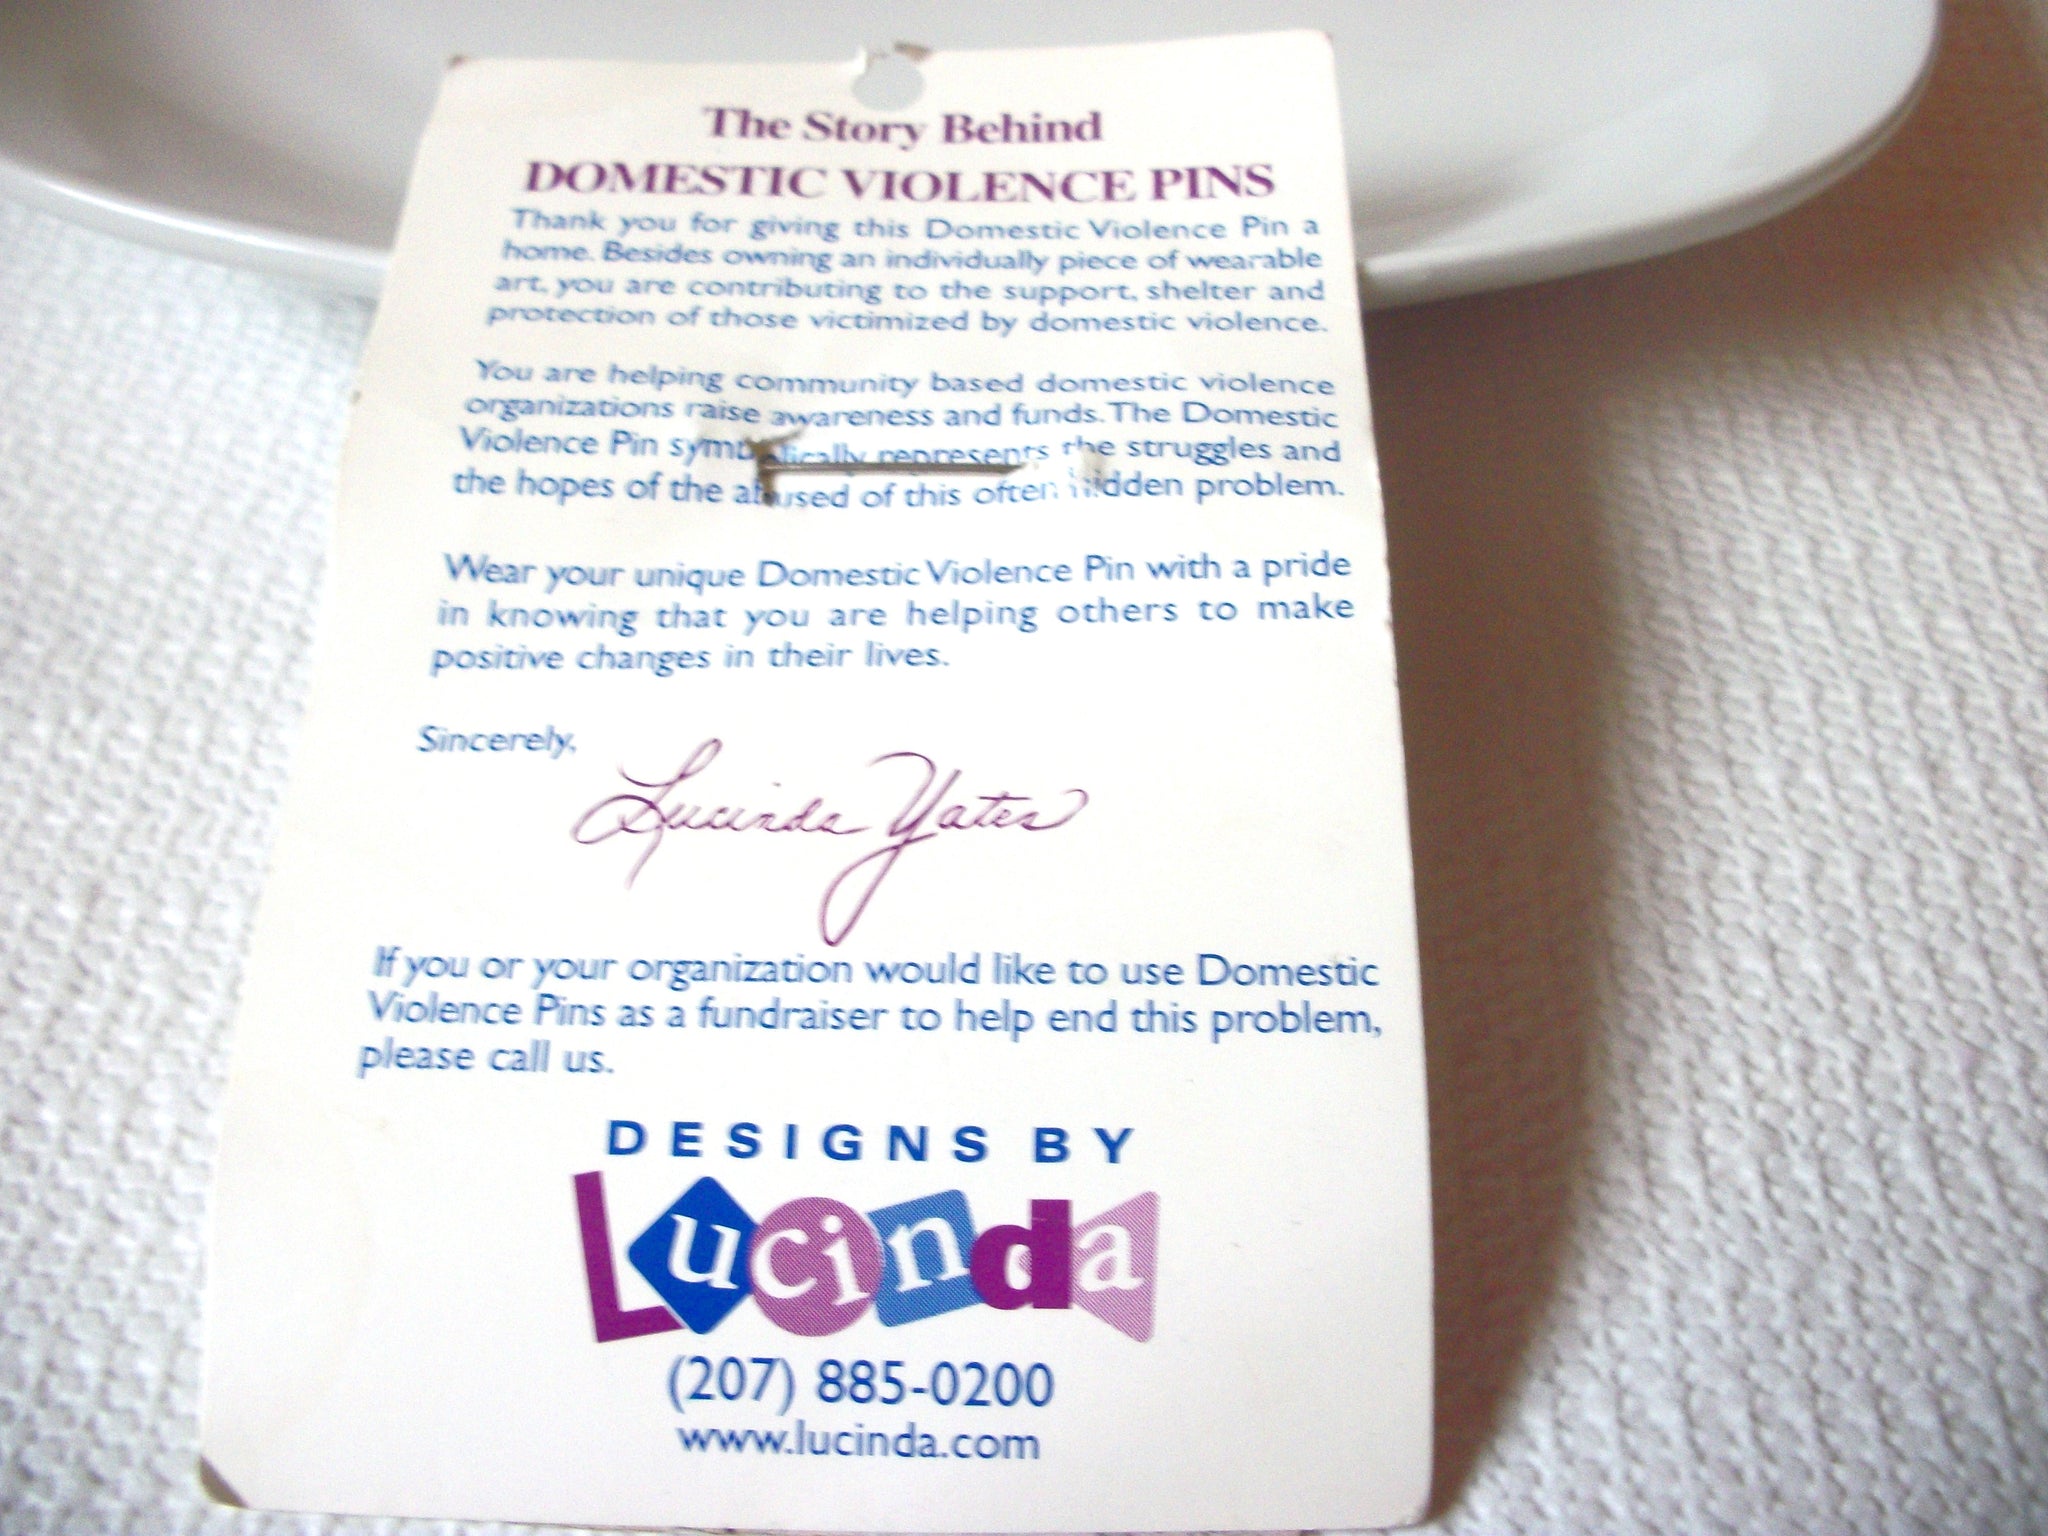 The Story Behind
DOMESTIC VIOLENCE PINS
Thank you for giving this Domestic Violence Pin a
home. Besides owning an individually piece of wearable
art, you are contributing to the support, shelter and
protection of those victimized by domestic violence.
You are helping community based domestic violence
organizations raise awareness and funds. The Domestic
Violence Pin symbolically represents the struggles and
the hopes of the abused of this often hidden problem.
Wear your unique Domestic Violence Pin with a pride
in knowing that you are helping others to make
positive changes in their lives.
Sincerely,
Lucinda Yates
If you or your organization would like to use Domestic
Violence Pins as a fundraiser to help end this problem,
please call us.
DESIGNS BY
Lucinda
(207) 885-0200
www.lucinda.com